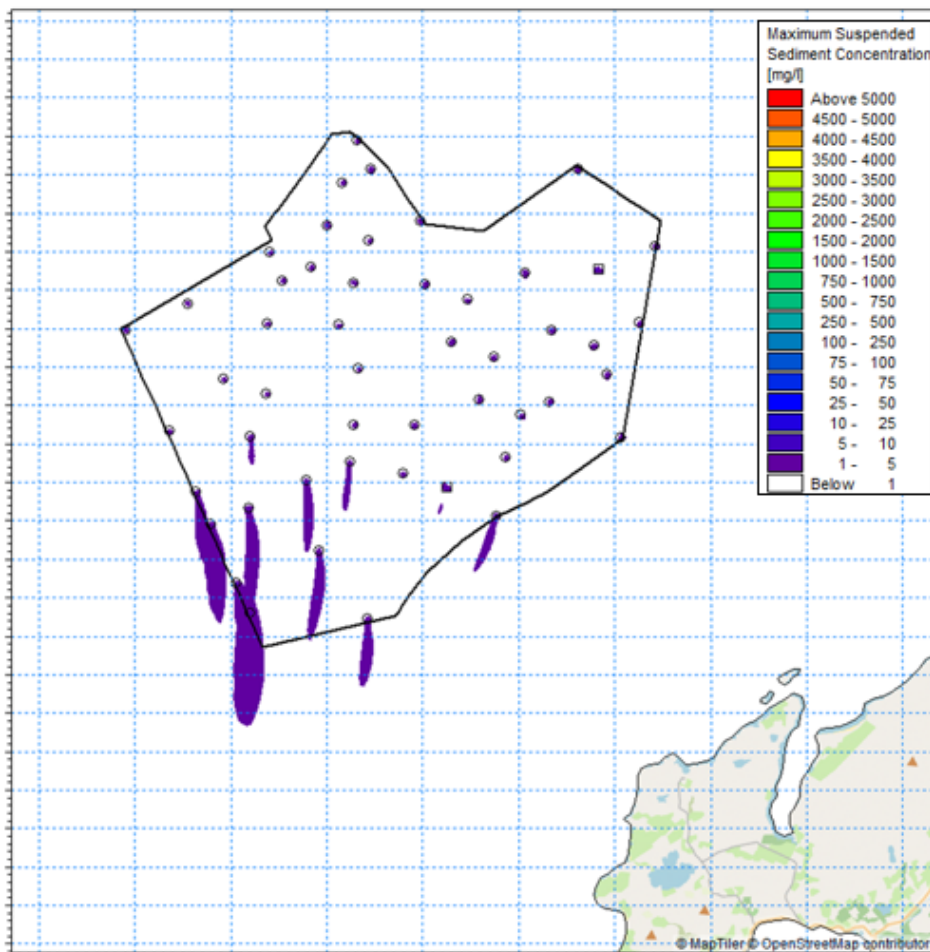 Maximum Suspended
Sediment Concentration
[mg/l]
Above 5000
4500 - 5000
4000 - 4500
3500 - 4000
3000 - 3500
2500 - 3000
2000 - 2500
1500 - 2000
1000 - 1500
750 - 1000
500 - 750
250 - 500
100 - 250
75 - 100
50 - 75
25 - 50
10 - 25
5 - 10
1 - 5
Below 1
© MapTiler © OpenStreetMap contributor